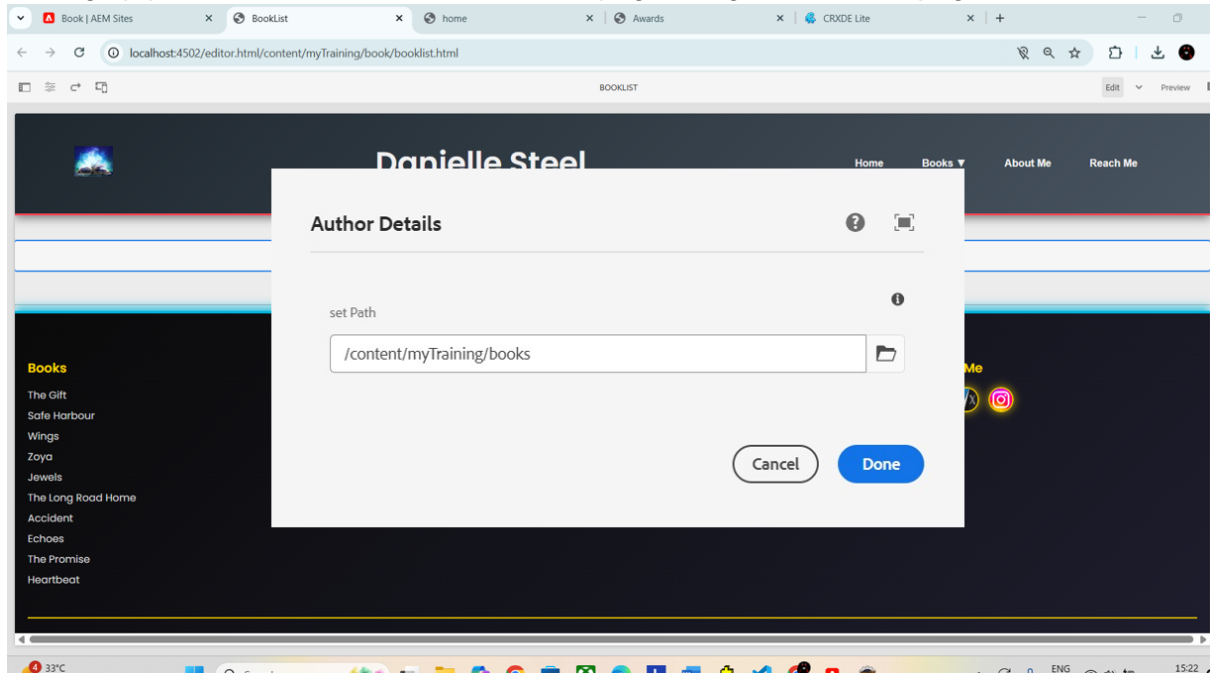 Book | AEM Sites
BookList
home
Awards
CRXDE Lite
localhost:4502/editor.html/content/myTraining/book/booklist.html
BOOKLIST
Edit
Preview
Danielle Steel
Home
Books ▼
About Me
Reach Me
Author Details
set Path
/content/myTraining/books
Cancel
Done
Books
The Gift
Safe Harbour
Wings
Zoya
Jewels
The Long Road Home
Accident
Echoes
The Promise
Heartbeat
Me
4
33°C
ENG
15:22